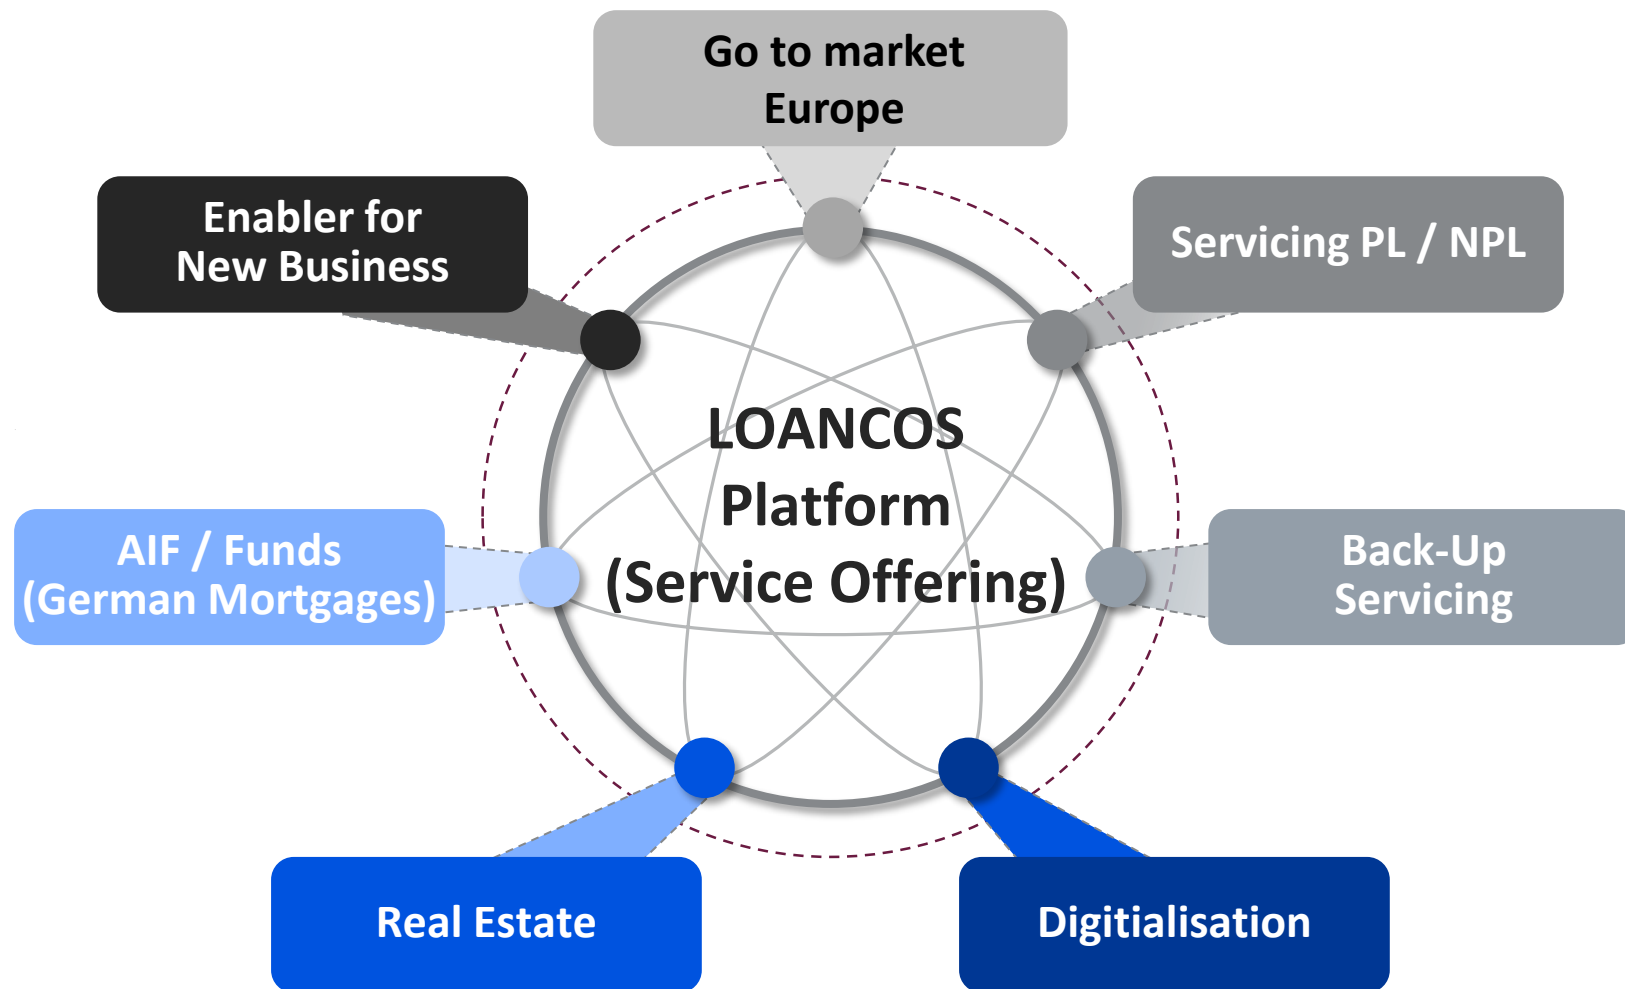 Go to market
Europe
Enabler for
New Business
Servicing PL / NPL
LOANCOS
Platform
(Service Offering)
AIF / Funds
(German Mortgages)
Back-Up
Servicing
Real Estate
Digitialisation